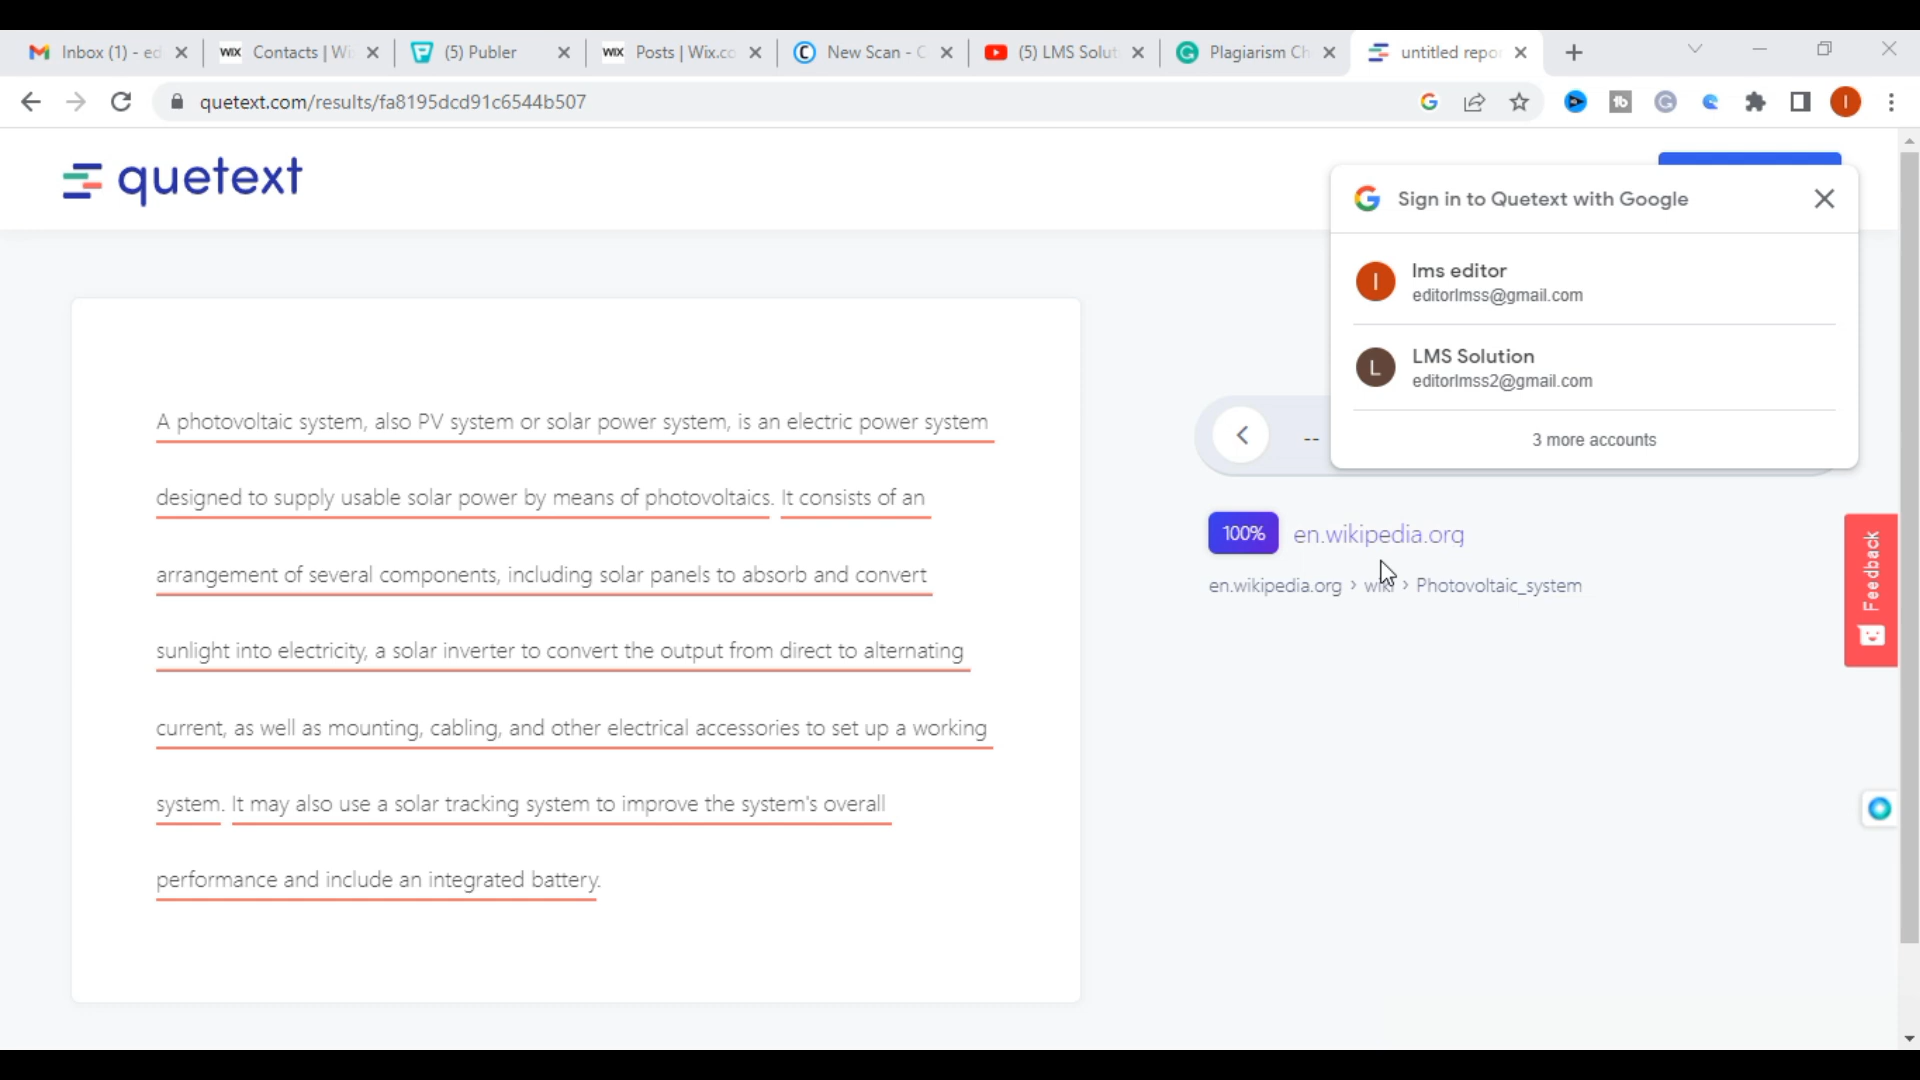 Inbox (1) - ed
WIX Contacts | Wi
(5) Publer
WIX Posts | Wix.co
New Scan - C
(5) LMS Solut
Plagiarism Ch
untitled repor
quetext.com/results/fa8195dcd91c6544b507
quetext
Sign in to Quetext with Google
lms editor
editorlmss@gmail.com
LMS Solution
editorlmss2@gmail.com
3 more accounts
A photovoltaic system, also PV system or solar power system, is an electric power system
designed to supply usable solar power by means of photovoltaics. It consists of an
arrangement of several components, including solar panels to absorb and convert
sunlight into electricity, a solar inverter to convert the output from direct to alternating
current, as well as mounting, cabling, and other electrical accessories to set up a working
system. It may also use a solar tracking system to improve the system's overall
performance and include an integrated battery.
--
100% en.wikipedia.org
en.wikipedia.org › wiki › Photovoltaic_system
Feedback